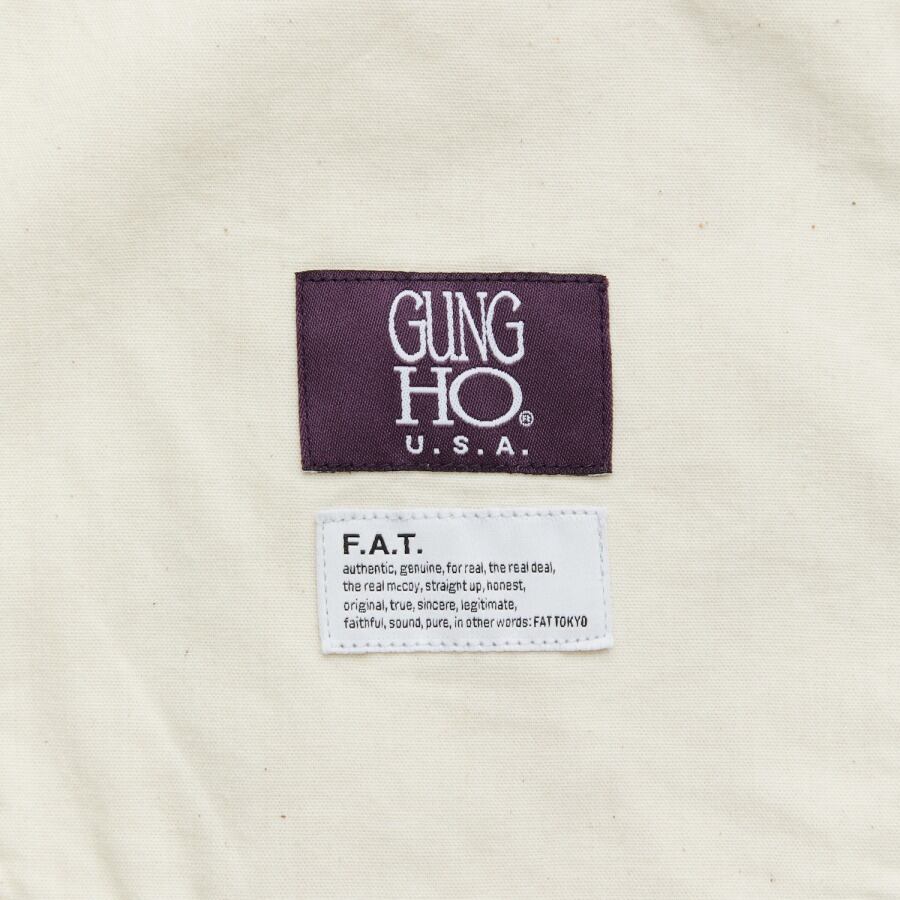 GUNG
HO®
U.S.A.
F.A.T.
authentic, genuine, for real, the real deal,
the real mccoy, straight up, honest,
original, true, sincere, legitimate,
faithful, sound, pure, in other words: FAT TOKYO